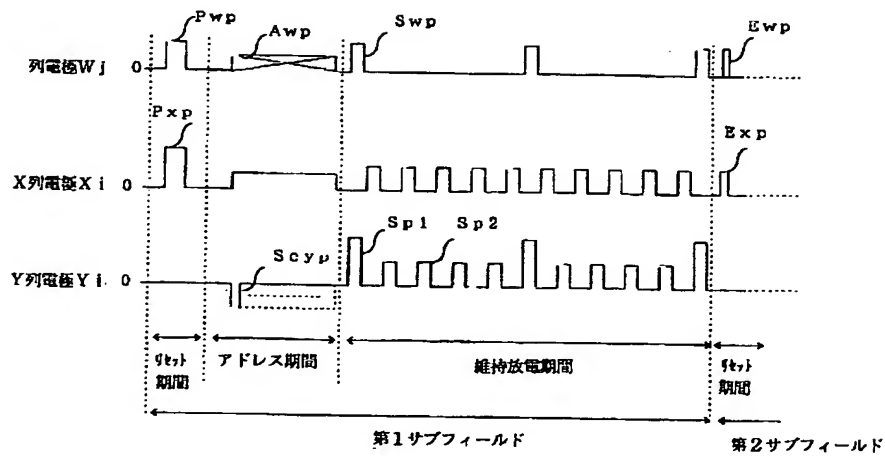 Pwp
Awp
Swp
Ewp
列電極Wj 0
Pxp
Exp
X列電極Xi 0
Sp1
Sp2
Scyp
Y列電極Yi 0
ﾘｾｯﾄ
期間
アドレス期間
維持放電期間
ﾘｾｯﾄ
期間
第1サブフィールド
第2サブフィールド